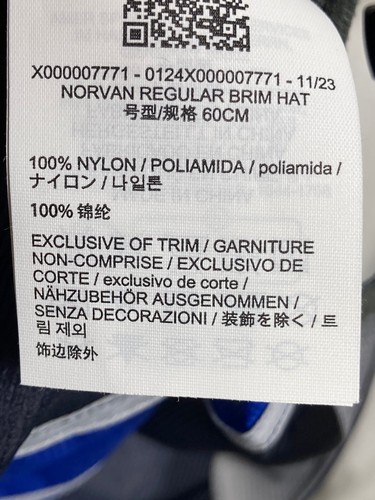 X000007771 - 0124X000007771 - 11/23
NORVAN REGULAR BRIM HAT
号型/规格 60CM
100% NYLON / POLIAMIDA / poliamida /
ナイロン / 나일론
100% 锦纶
EXCLUSIVE OF TRIM / GARNITURE
NON-COMPRISE / EXCLUSIVO DE
CORTE / exclusivo de corte /
NÄHZUBEHÖR AUSGENOMMEN /
SENZA DECORAZIONI / 装飾を除く / 트
림 제외
饰边除外